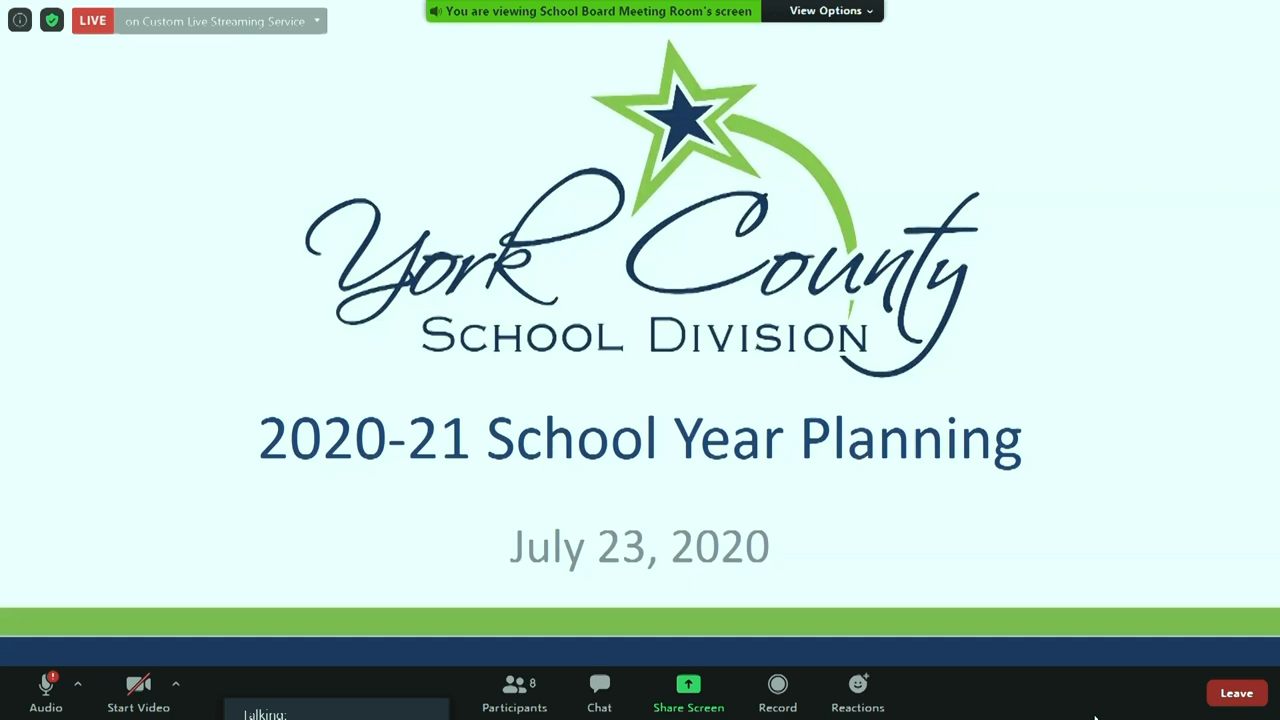 LIVE on Custom Live Streaming Service
You are viewing School Board Meeting Room's screen View Options
York County
School Division
2020-21 School Year Planning
July 23, 2020
Talking:
Audio Start Video Participants 8 Chat Share Screen Record Reactions Leave